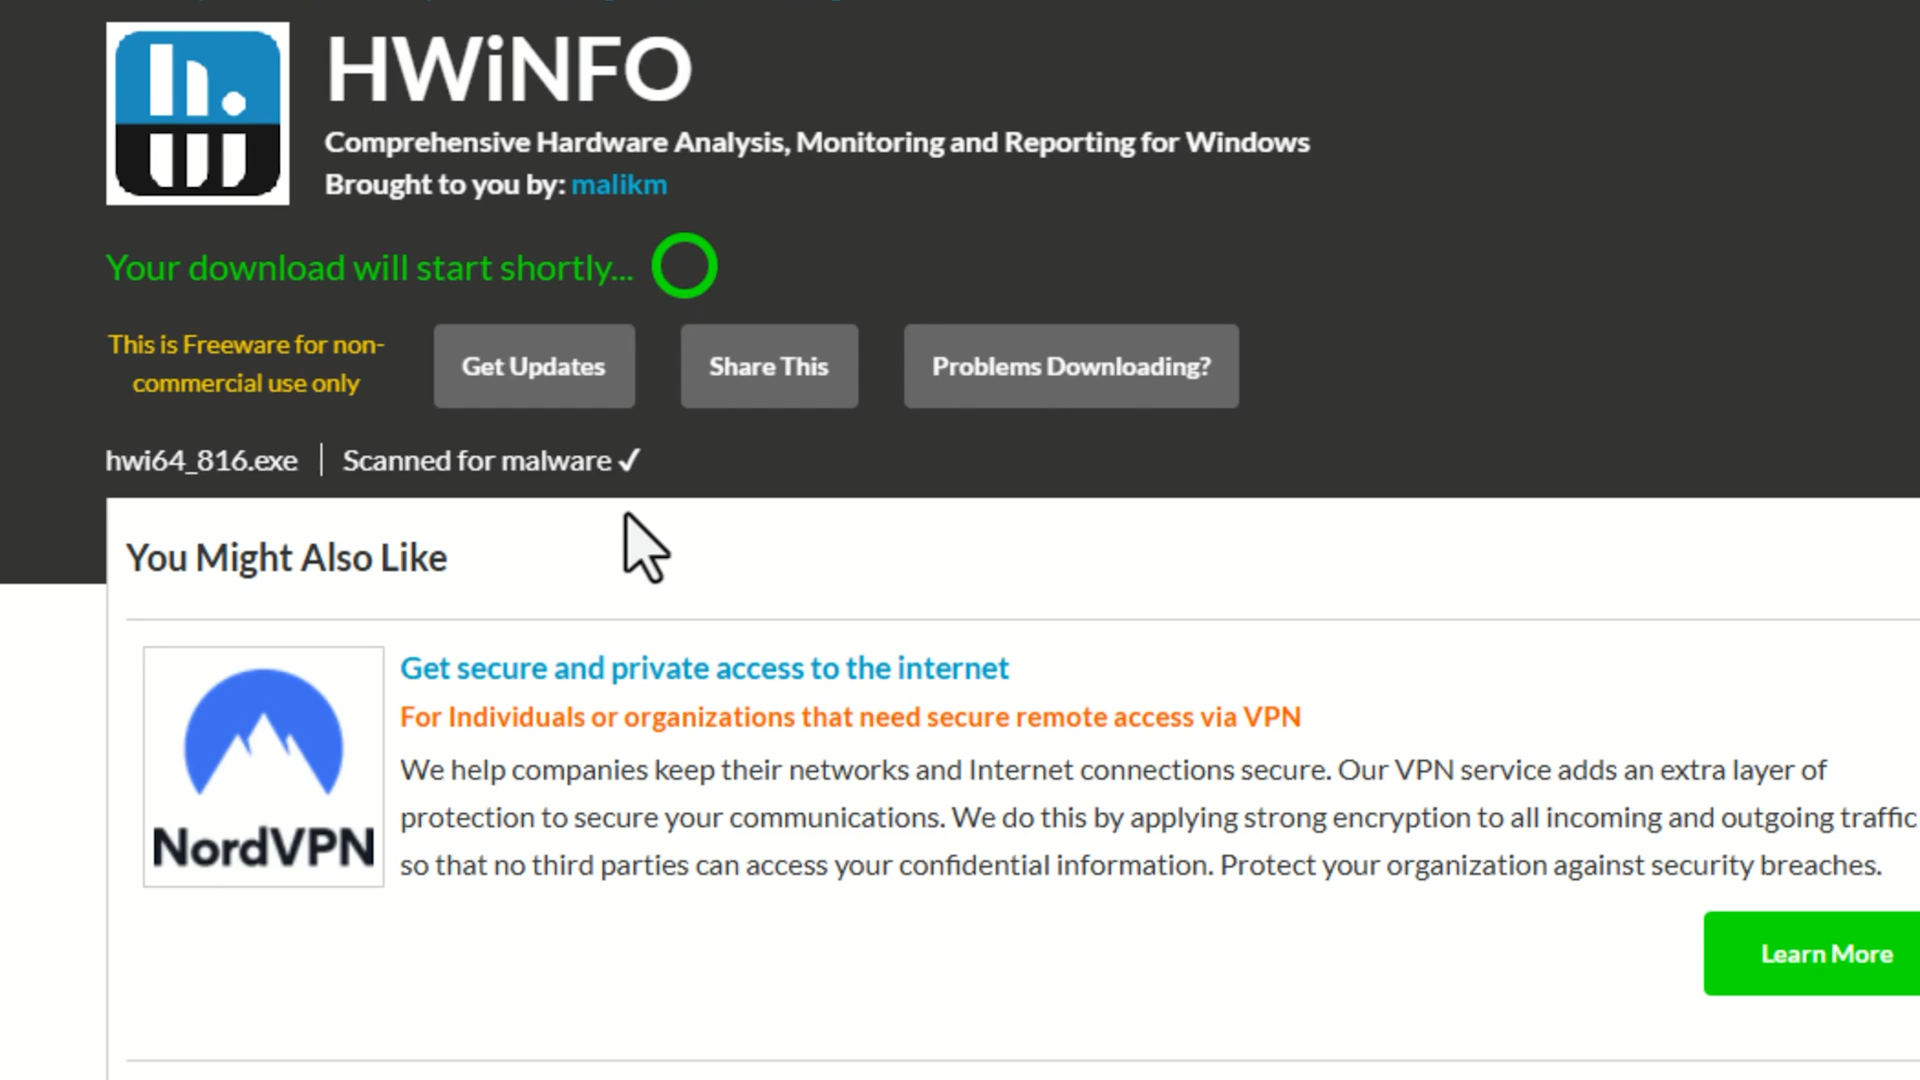 HWiNFO
Comprehensive Hardware Analysis, Monitoring and Reporting for Windows
Brought to you by: malikm
Your download will start shortly...
This is Freeware for non-
commercial use only
Get Updates
Share This
Problems Downloading?
hwi64_816.exe | Scanned for malware ✓
You Might Also Like
Get secure and private access to the internet
For Individuals or organizations that need secure remote access via VPN
We help companies keep their networks and Internet connections secure. Our VPN service adds an extra layer of
protection to secure your communications. We do this by applying strong encryption to all incoming and outgoing traffic
so that no third parties can access your confidential information. Protect your organization against security breaches.
NordVPN
Learn More